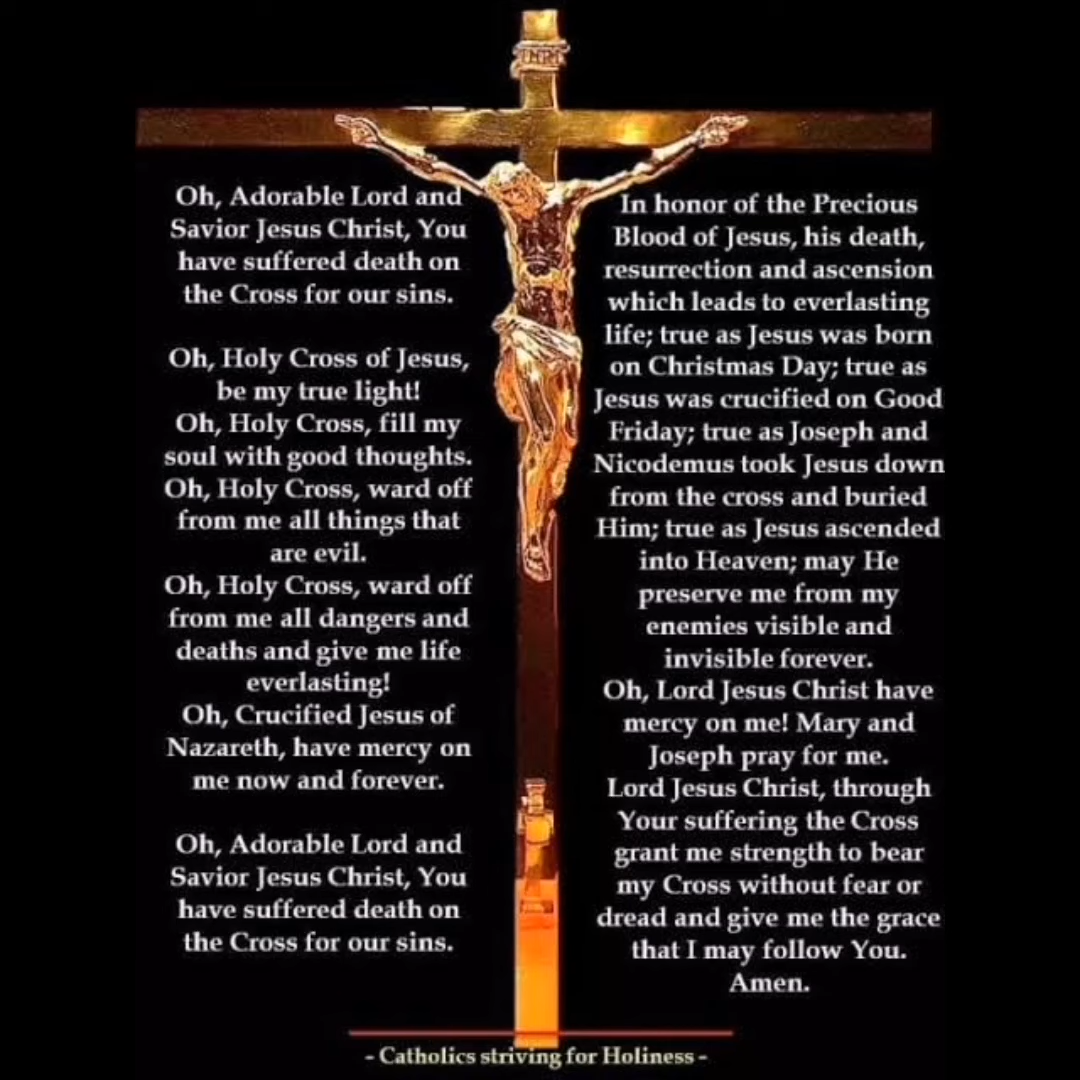 INRI
Oh, Adorable Lord and
Savior Jesus Christ, You
have suffered death on
the Cross for our sins.
Oh, Holy Cross of Jesus,
be my true light!
Oh, Holy Cross, fill my
soul with good thoughts.
Oh, Holy Cross, ward off
from me all things that
are evil.
Oh, Holy Cross, ward off
from me all dangers and
deaths and give me life
everlasting!
Oh, Crucified Jesus of
Nazareth, have mercy on
me now and forever.
Oh, Adorable Lord and
Savior Jesus Christ, You
have suffered death on
the Cross for our sins.
In honor of the Precious
Blood of Jesus, his death,
resurrection and ascension
which leads to everlasting
life; true as Jesus was born
on Christmas Day; true as
Jesus was crucified on Good
Friday; true as Joseph and
Nicodemus took Jesus down
from the cross and buried
Him; true as Jesus ascended
into Heaven; may He
preserve me from my
enemies visible and
invisible forever.
Oh, Lord Jesus Christ have
mercy on me! Mary and
Joseph pray for me.
Lord Jesus Christ, through
Your suffering the Cross
grant me strength to bear
my Cross without fear or
dread and give me the grace
that I may follow You.
Amen.
- Catholics striving for Holiness -